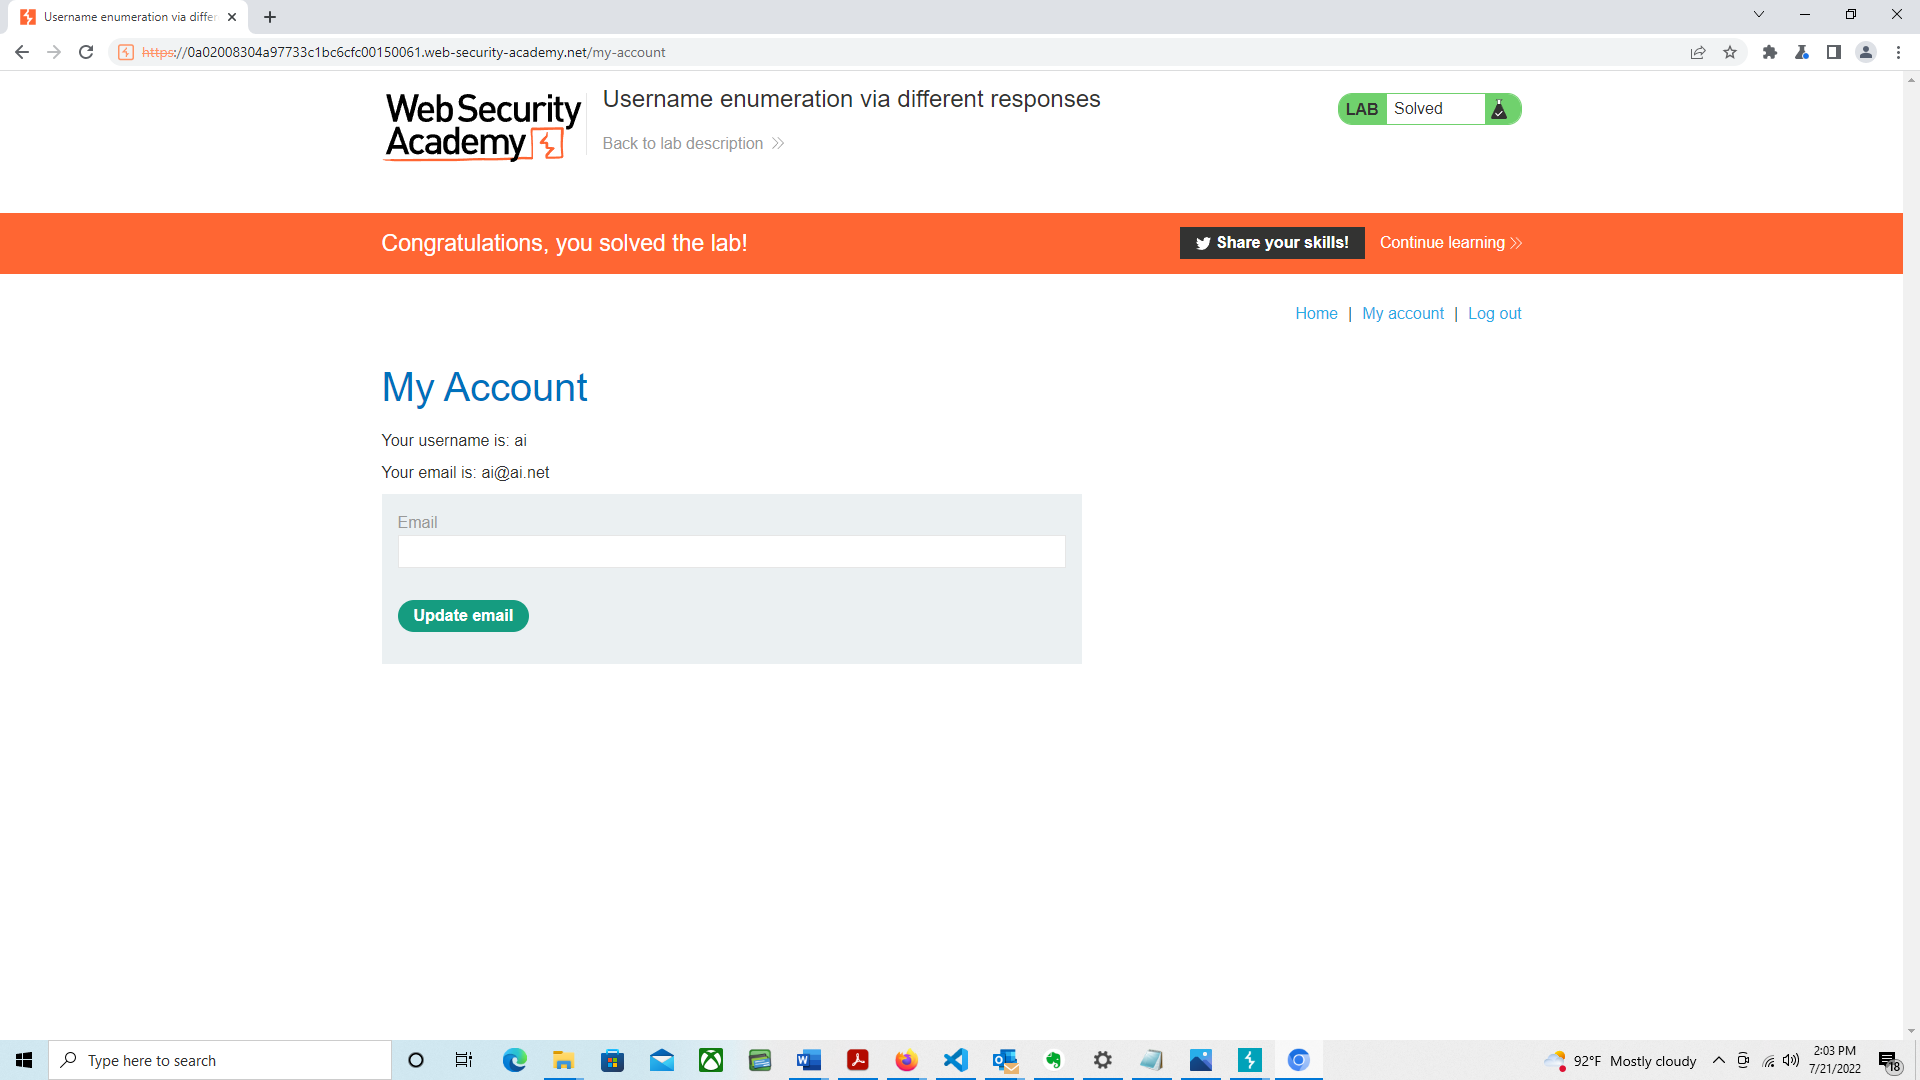 Username enumeration via differ
https://0a02008304a97733c1bc6cfc00150061.web-security-academy.net/my-account
Web Security
Academy
Username enumeration via different responses
Back to lab description
LAB Solved
Congratulations, you solved the lab!
Share your skills!
Continue learning
Home | My account | Log out
My Account
Your username is: ai
Your email is: ai@ai.net
Email
Update email
Type here to search
92°F Mostly cloudy
2:03 PM
7/21/2022
18